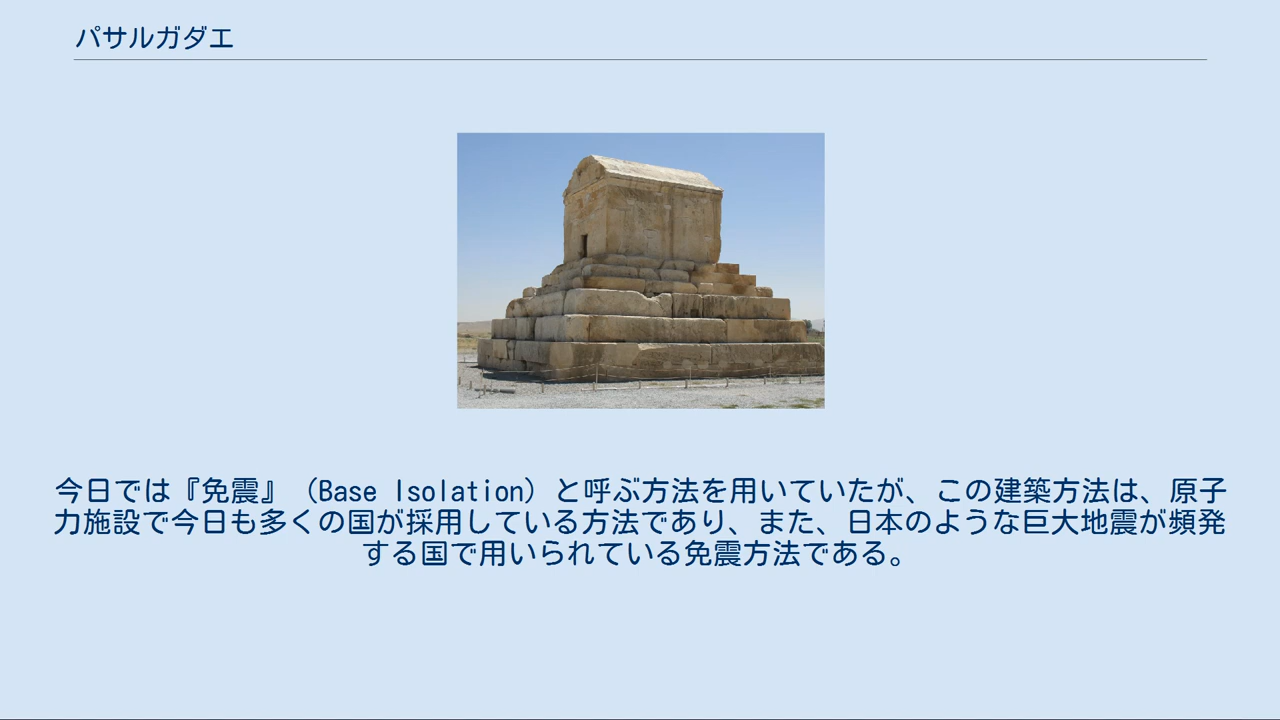 パサルガダエ
今日では『免震』（Base Isolation）と呼ぶ方法を用いていたが、この建築方法は、原子
力施設で今日も多くの国が採用している方法であり、また、日本のような巨大地震が頻発
する国で用いられている免震方法である。